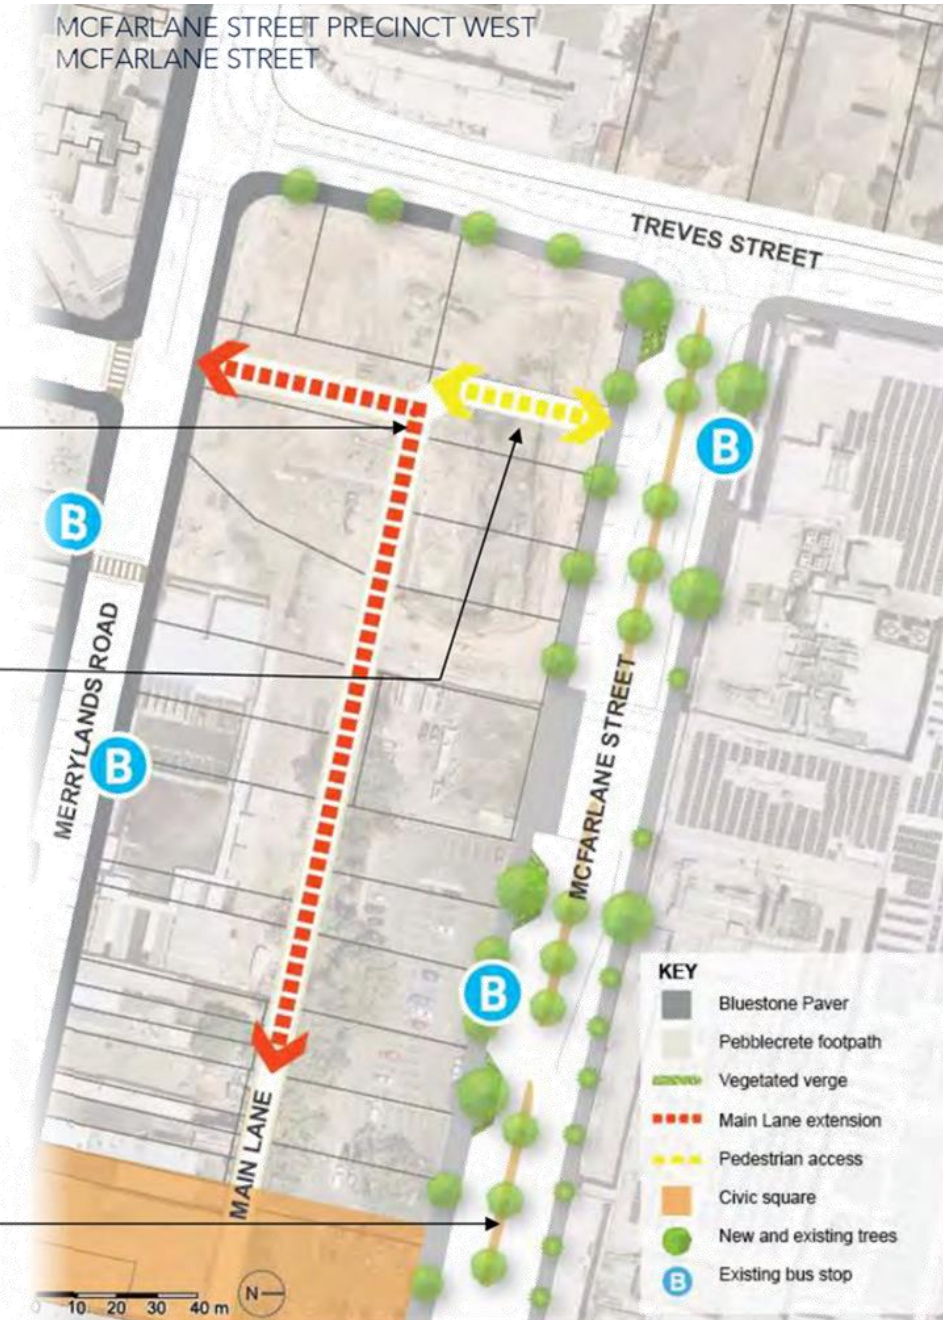 MCFARLANE STREET PRECINCT WEST
MCFARLANE STREET
TREVES STREET
B
B
MERRYLANDS ROAD
B
MCFARLANE STREET
B
KEY
Bluestone Paver
Pebblecrete footpath
Vegetated verge
Main Lane extension
Pedestrian access
Civic square
New and existing trees
B Existing bus stop
MAIN LANE
0 10 20 30 40 m
N